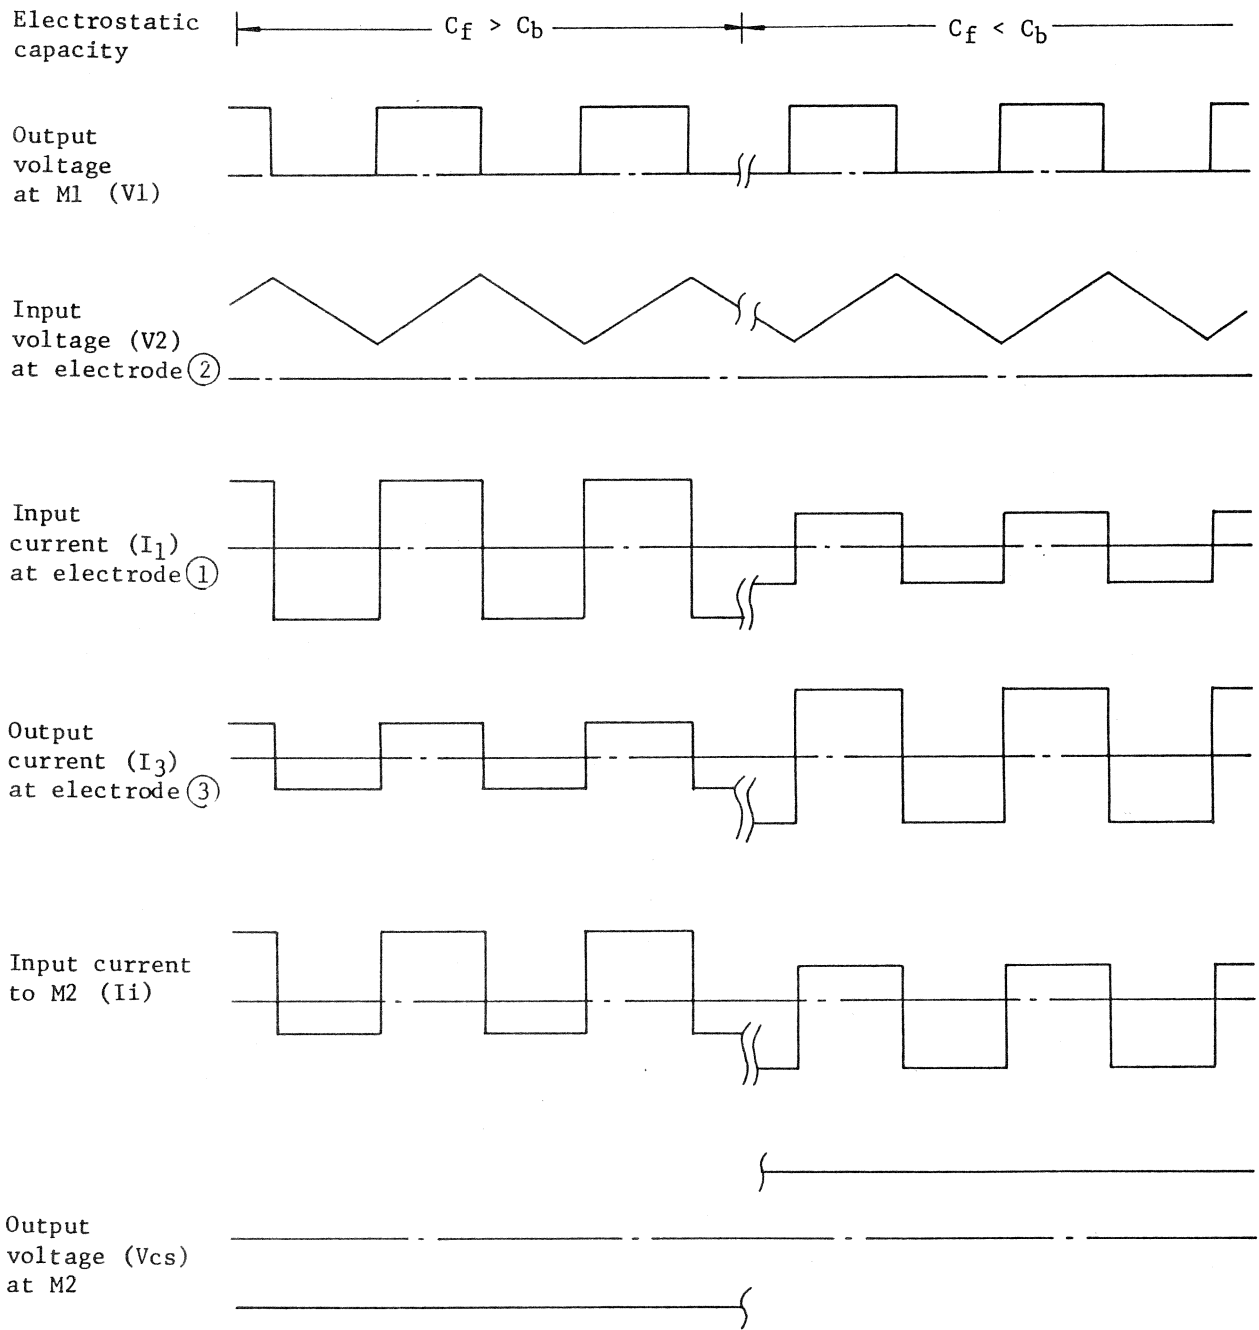 Electrostatic
capacity
Cf > Cb
Cf < Cb
Output
voltage
at M1 (V1)
Input
voltage (V2)
at electrode ②
Input
current (I1)
at electrode ①
Output
current (I3)
at electrode ③
Input current
to M2 (Ii)
Output
voltage (Vcs)
at M2